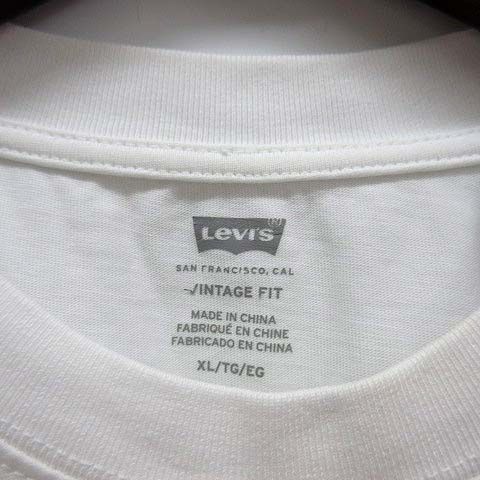 Levi's
SAN FRANCISCO, CAL
VINTAGE FIT
MADE IN CHINA
FABRIQUÉ EN CHINE
FABRICADO EN CHINA
XL/TG/EG